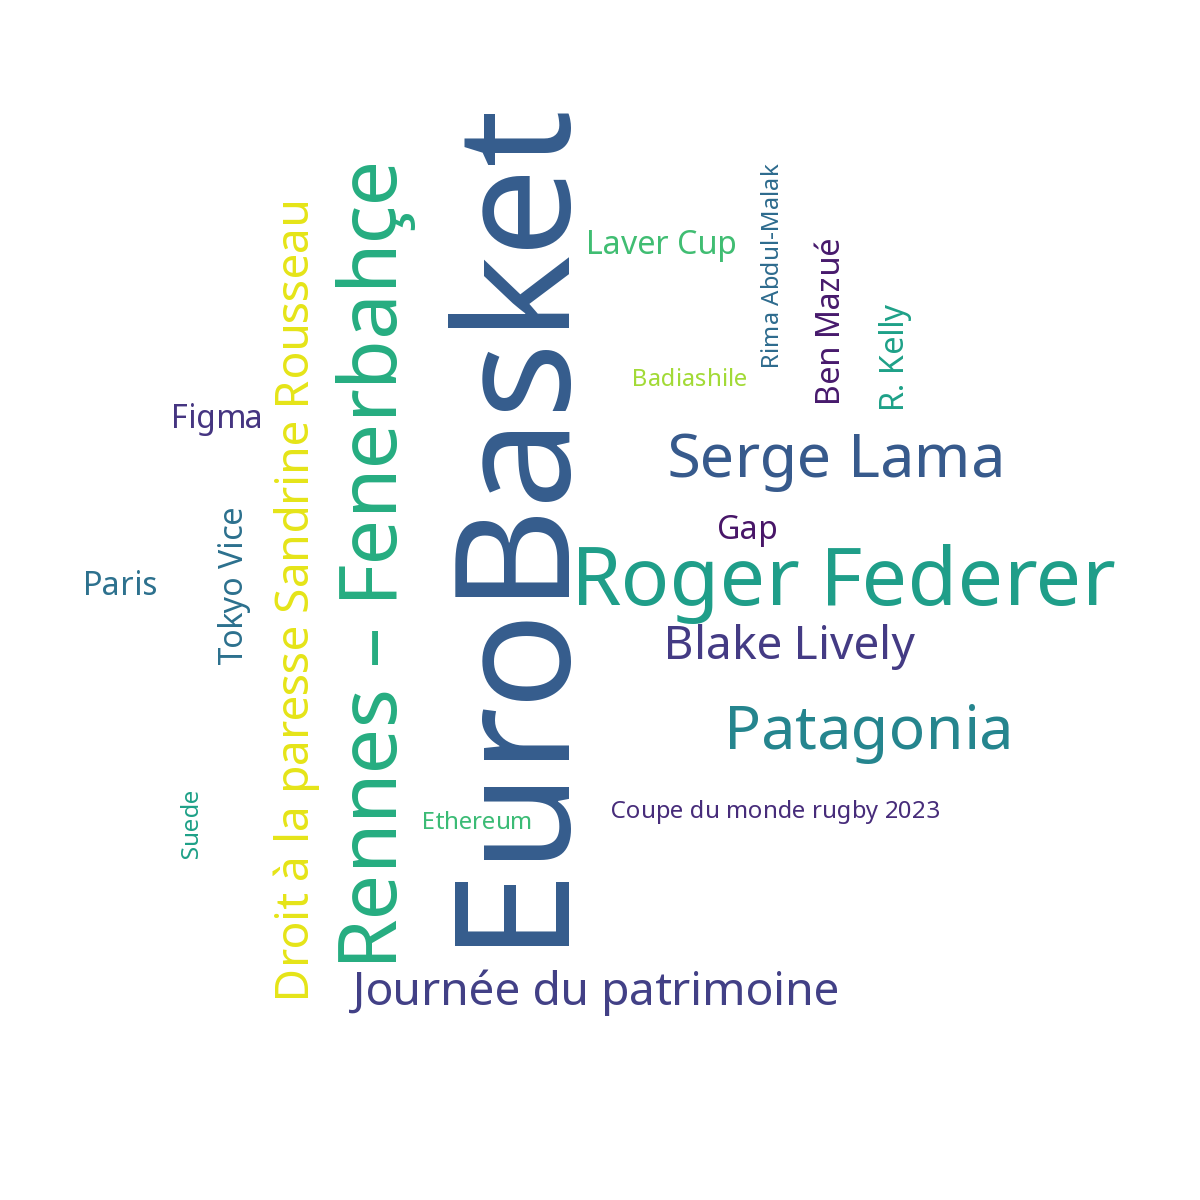 EuroBasket
Rennes – Fenerbahçe
Droit à la paresse Sandrine Rousseau
Roger Federer
Serge Lama
Patagonia
Blake Lively
Journée du patrimoine
Laver Cup
Rima Abdul-Malak
Ben Mazué
R. Kelly
Badiashile
Figma
Gap
Tokyo Vice
Paris
Suede
Ethereum
Coupe du monde rugby 2023